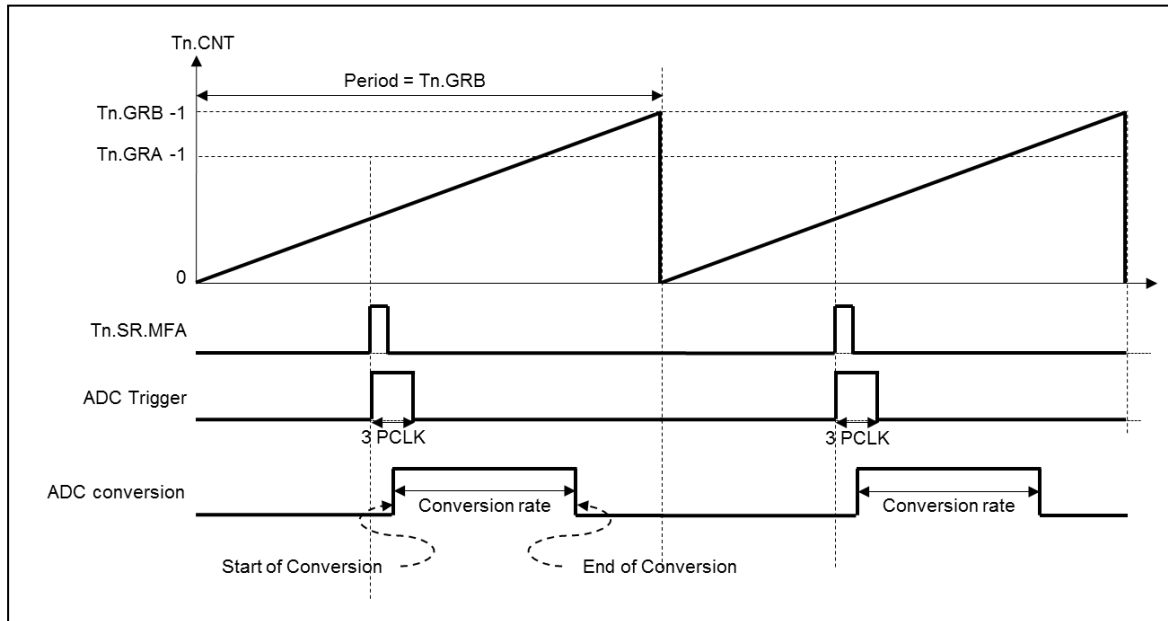 Tn.CNT
Period = Tn.GRB
Tn.GRB -1
Tn.GRA -1
0
Tn.SR.MFA
ADC Trigger
3 PCLK
3 PCLK
ADC conversion
Conversion rate
Conversion rate
Start of Conversion
End of Conversion